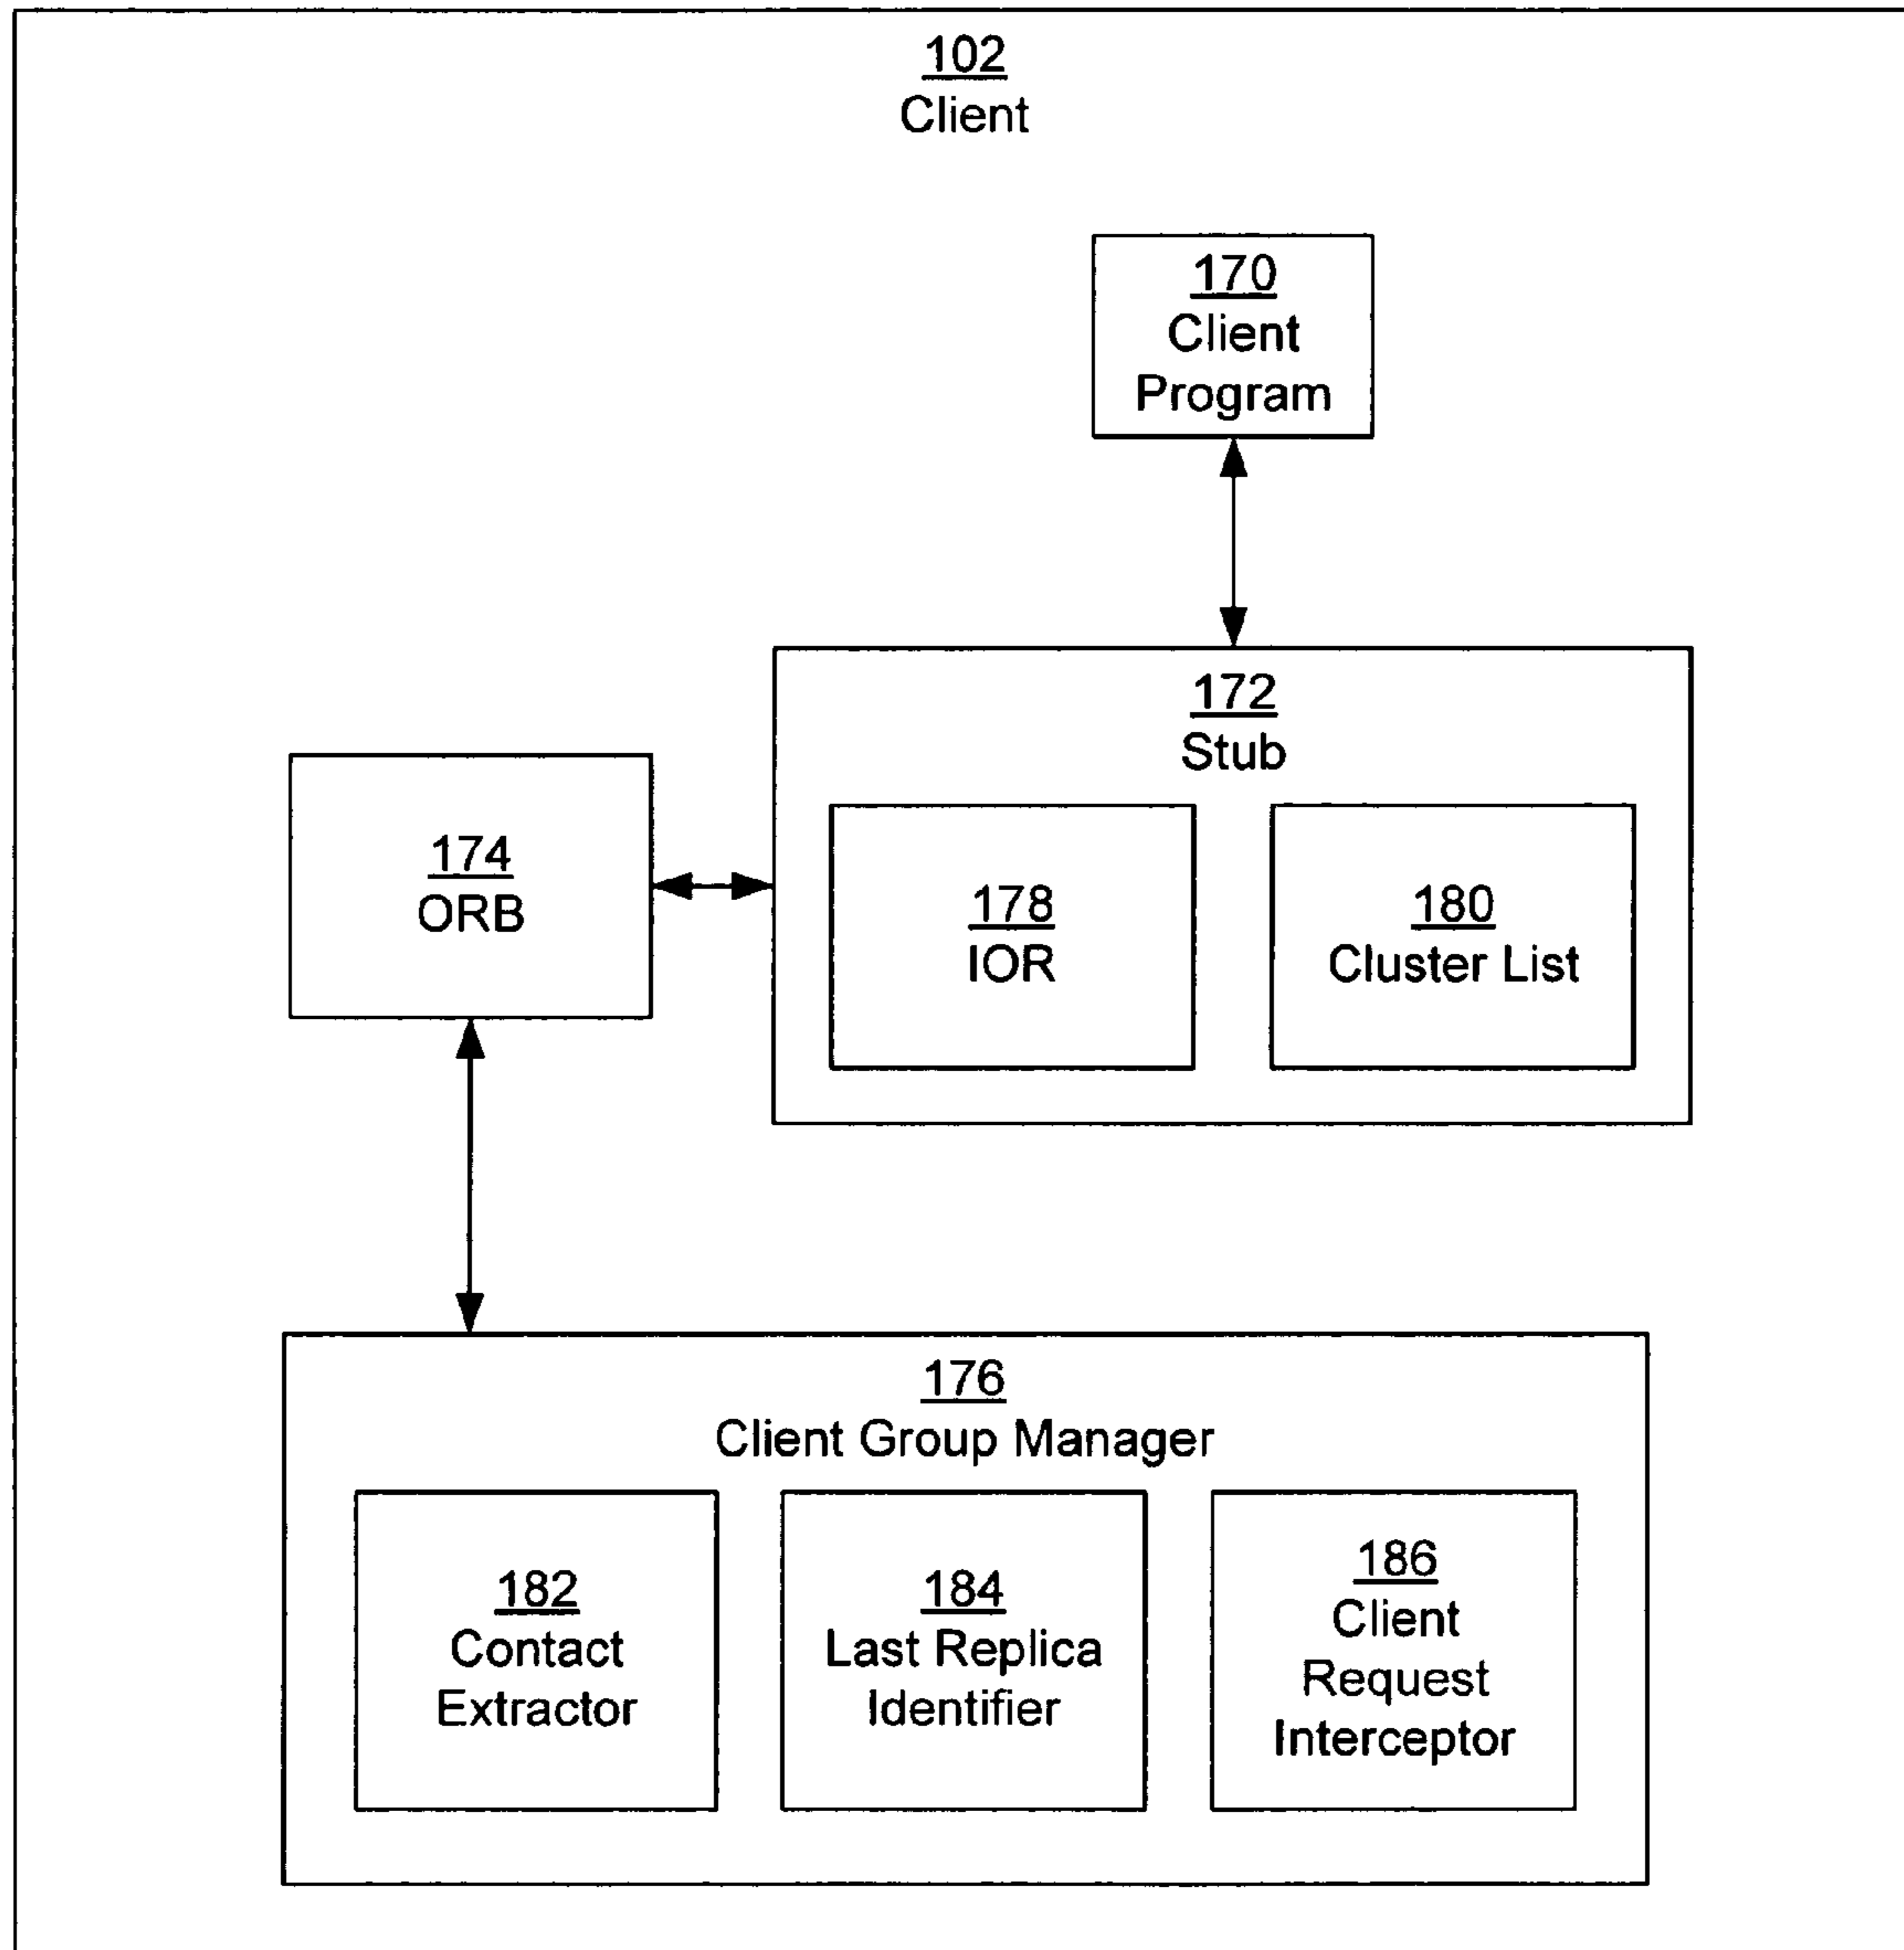 102
Client
170
Client
Program
172
Stub
174
ORB
178
IOR
180
Cluster List
176
Client Group Manager
182
Contact
Extractor
184
Last Replica
Identifier
186
Client
Request
Interceptor